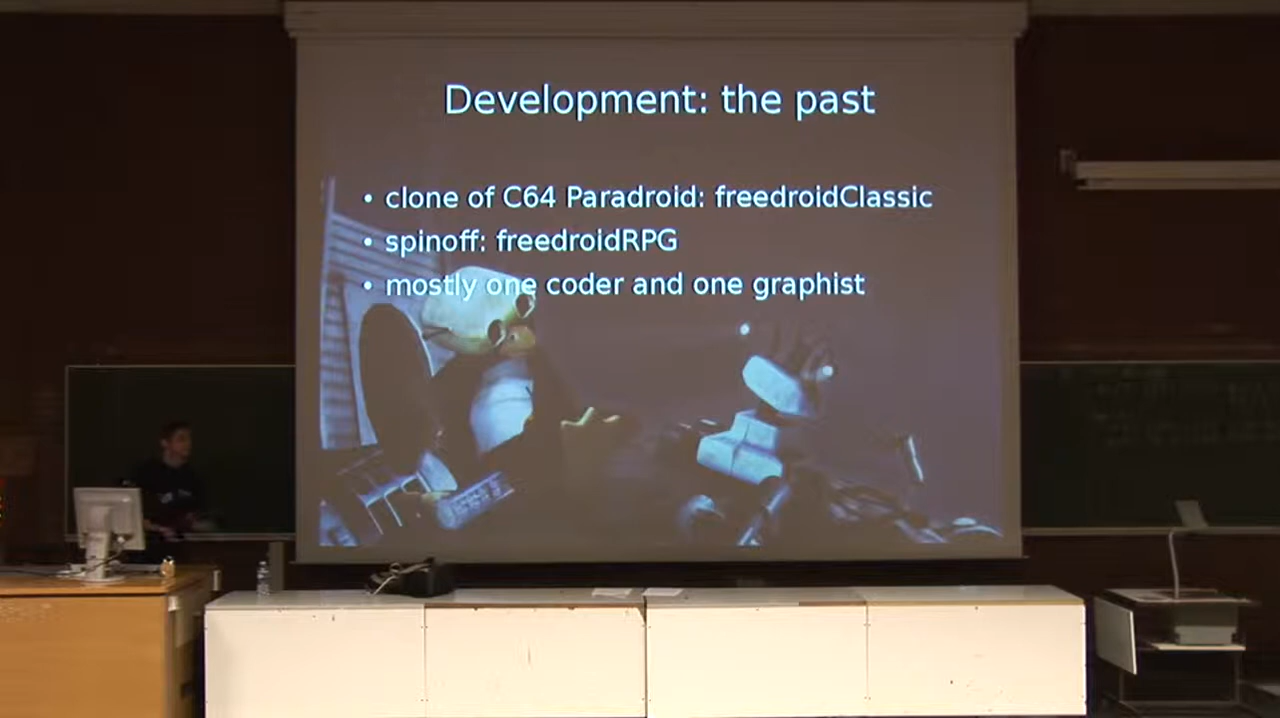 Development: the past
• clone of C64 Paradroid: freedroidClassic
• spinoff: freedroidRPG
• mostly one coder and one graphist